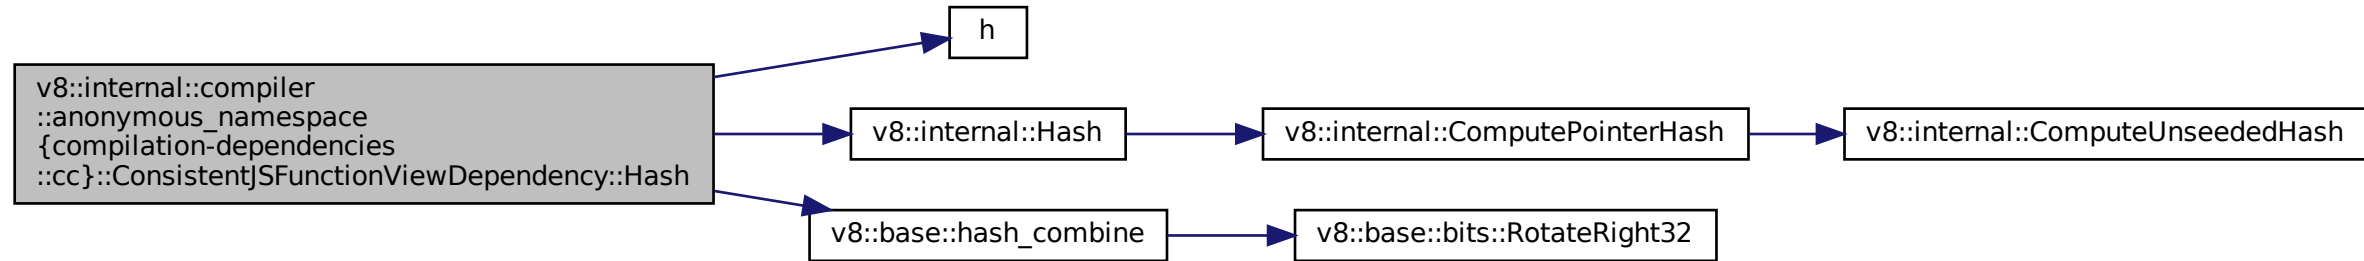 v8::internal::compiler
::anonymous_namespace
{compilation-dependencies
::cc}::ConsistentJSFunctionViewDependency::Hash
h
v8::internal::Hash
v8::internal::ComputePointerHash
v8::internal::ComputeUnseededHash
v8::base::hash_combine
v8::base::bits::RotateRight32